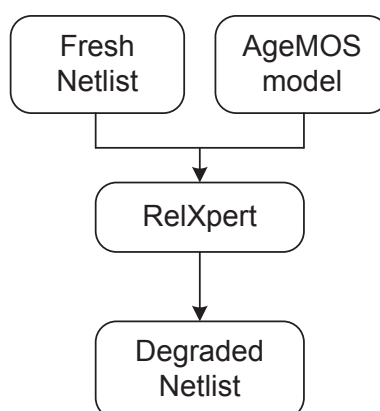 Fresh
Netlist
AgeMOS
model
RelXpert
Degraded
Netlist